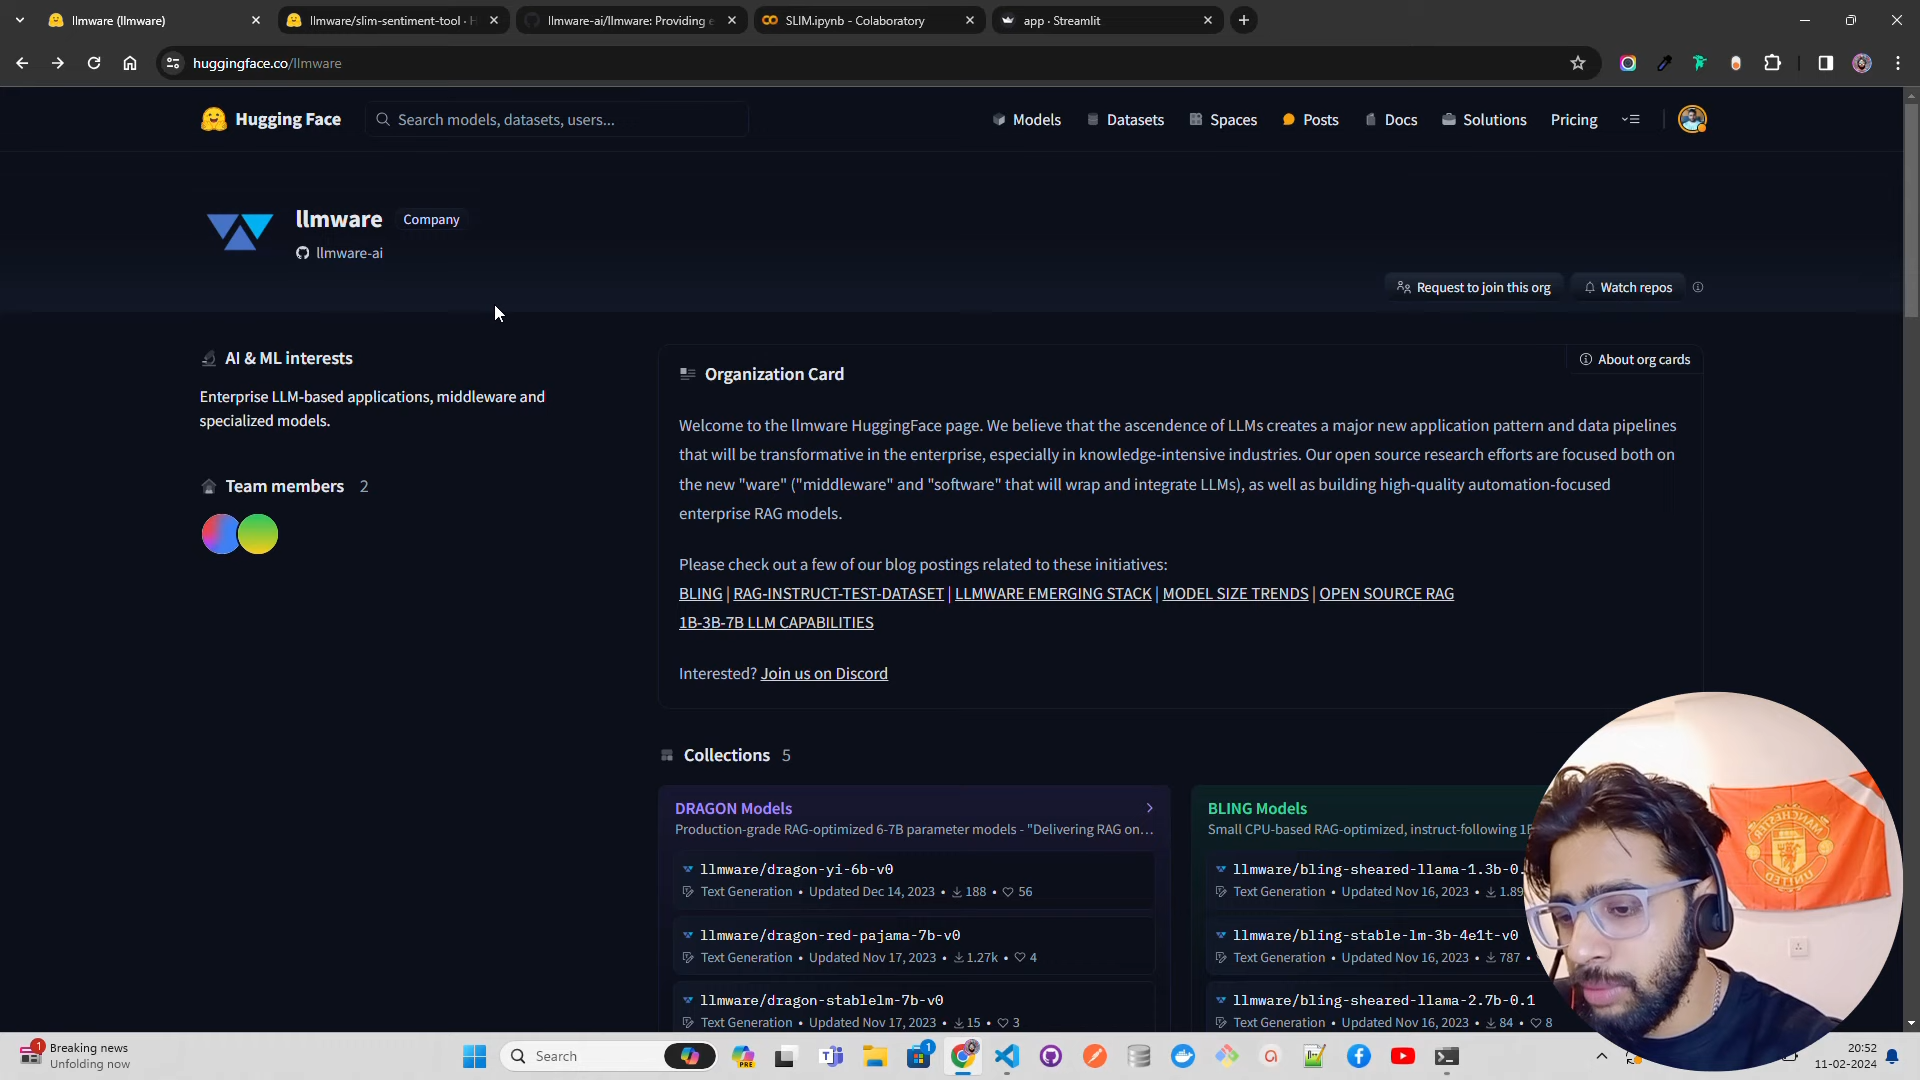 llmware (llmware)
llmware/slim-sentiment-tool · H
llmware-ai/llmware: Providing e
SLIM.ipynb - Colaboratory
app · Streamlit
huggingface.co/llmware
Hugging Face
Search models, datasets, users...
Models
Datasets
Spaces
Posts
Docs
Solutions
Pricing
llmware
Company
llmware-ai
Request to join this org
Watch repos
AI & ML interests
Enterprise LLM-based applications, middleware and
specialized models.
Team members 2
About org cards
Organization Card
Welcome to the llmware HuggingFace page. We believe that the ascendence of LLMs creates a major new application pattern and data pipelines
that will be transformative in the enterprise, especially in knowledge-intensive industries. Our open source research efforts are focused both on
the new "ware" ("middleware" and "software" that will wrap and integrate LLMs), as well as building high-quality automation-focused
enterprise RAG models.
Please check out a few of our blog postings related to these initiatives:
BLING | RAG-INSTRUCT-TEST-DATASET | LLMWARE EMERGING STACK | MODEL SIZE TRENDS | OPEN SOURCE RAG
1B-3B-7B LLM CAPABILITIES
Interested? Join us on Discord
Collections 5
DRAGON Models
Production-grade RAG-optimized 6-7B parameter models - "Delivering RAG on...
llmware/dragon-yi-6b-v0
Text Generation • Updated Dec 14, 2023 • 188 • 56
llmware/dragon-red-pajama-7b-v0
Text Generation • Updated Nov 17, 2023 • 1.27k • 4
llmware/dragon-stablelm-7b-v0
Text Generation • Updated Nov 17, 2023 • 15 • 3
BLING Models
Small CPU-based RAG-optimized, instruct-following 1
llmware/bling-sheared-llama-1.3b-0.
Text Generation • Updated Nov 16, 2023 • 1.89
llmware/bling-stable-lm-3b-4e1t-v0
Text Generation • Updated Nov 16, 2023 • 787 •
llmware/bling-sheared-llama-2.7b-0.1
Text Generation • Updated Nov 16, 2023 • 84 • 8
MANCHESTER
UNITED
1
Breaking news
Unfolding now
Search
PRE
1
20:52
11-02-2024